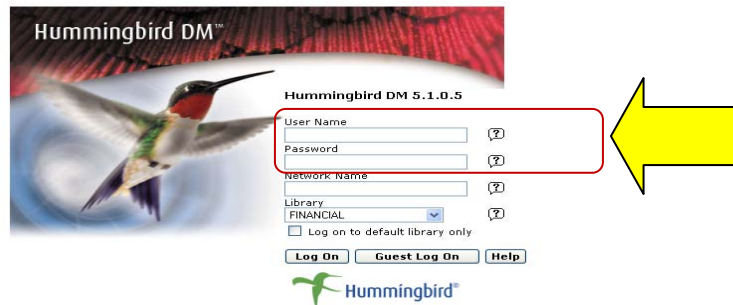 Hummingbird DM™
Hummingbird DM 5.1.0.5
User Name
?
Password
?
Network Name
?
Library
FINANCIAL
?
Log on to default library only
Log On Guest Log On Help
Hummingbird®